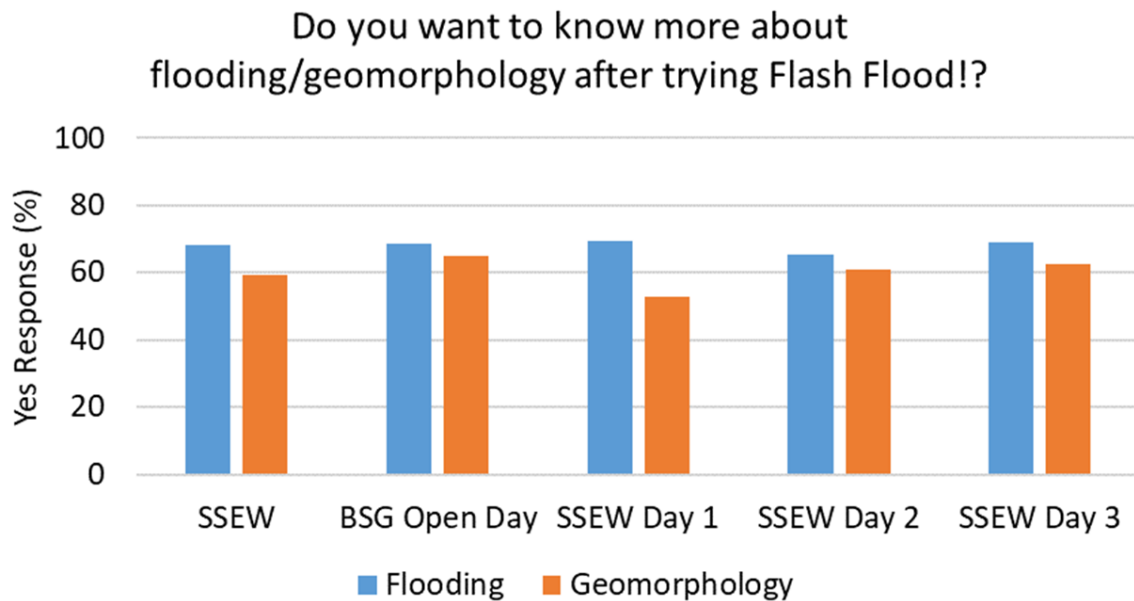 Do you want to know more about
flooding/geomorphology after trying Flash Flood!?
Yes Response (%)
100
80
60
40
20
0
SSEW BSG Open Day SSEW Day 1 SSEW Day 2 SSEW Day 3
Flooding Geomorphology